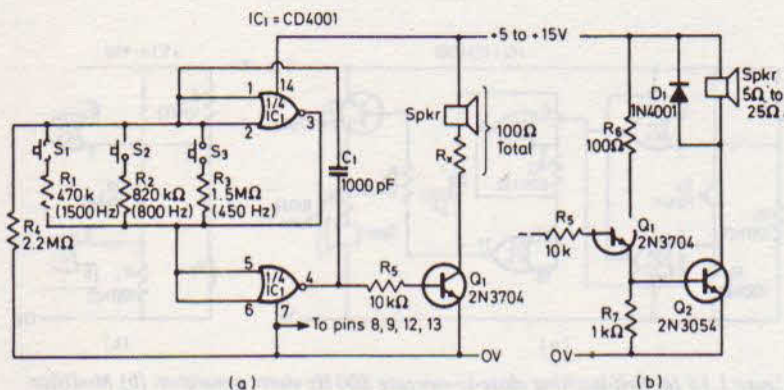 IC1 = CD4001
+5 to +15V
14
1
1/4
IC1
3
2
Spkr
100Ω
Total
Rx
D1
1N4001
Spkr
5Ω to
25Ω
R6
100Ω
S1
S2
S3
C1
1000 pF
R1
470k
(1500Hz)
R2
820 kΩ
(800 Hz)
R3
1.5MΩ
(450 Hz)
R4
2.2MΩ
5
1/4
IC1
4
6
7
R5
10kΩ
Q1
2N3704
R5
10k
Q1
2N3704
Q2
2N3054
R7
1kΩ
To pins 8, 9, 12, 13
0V
0V
(a)
(b)